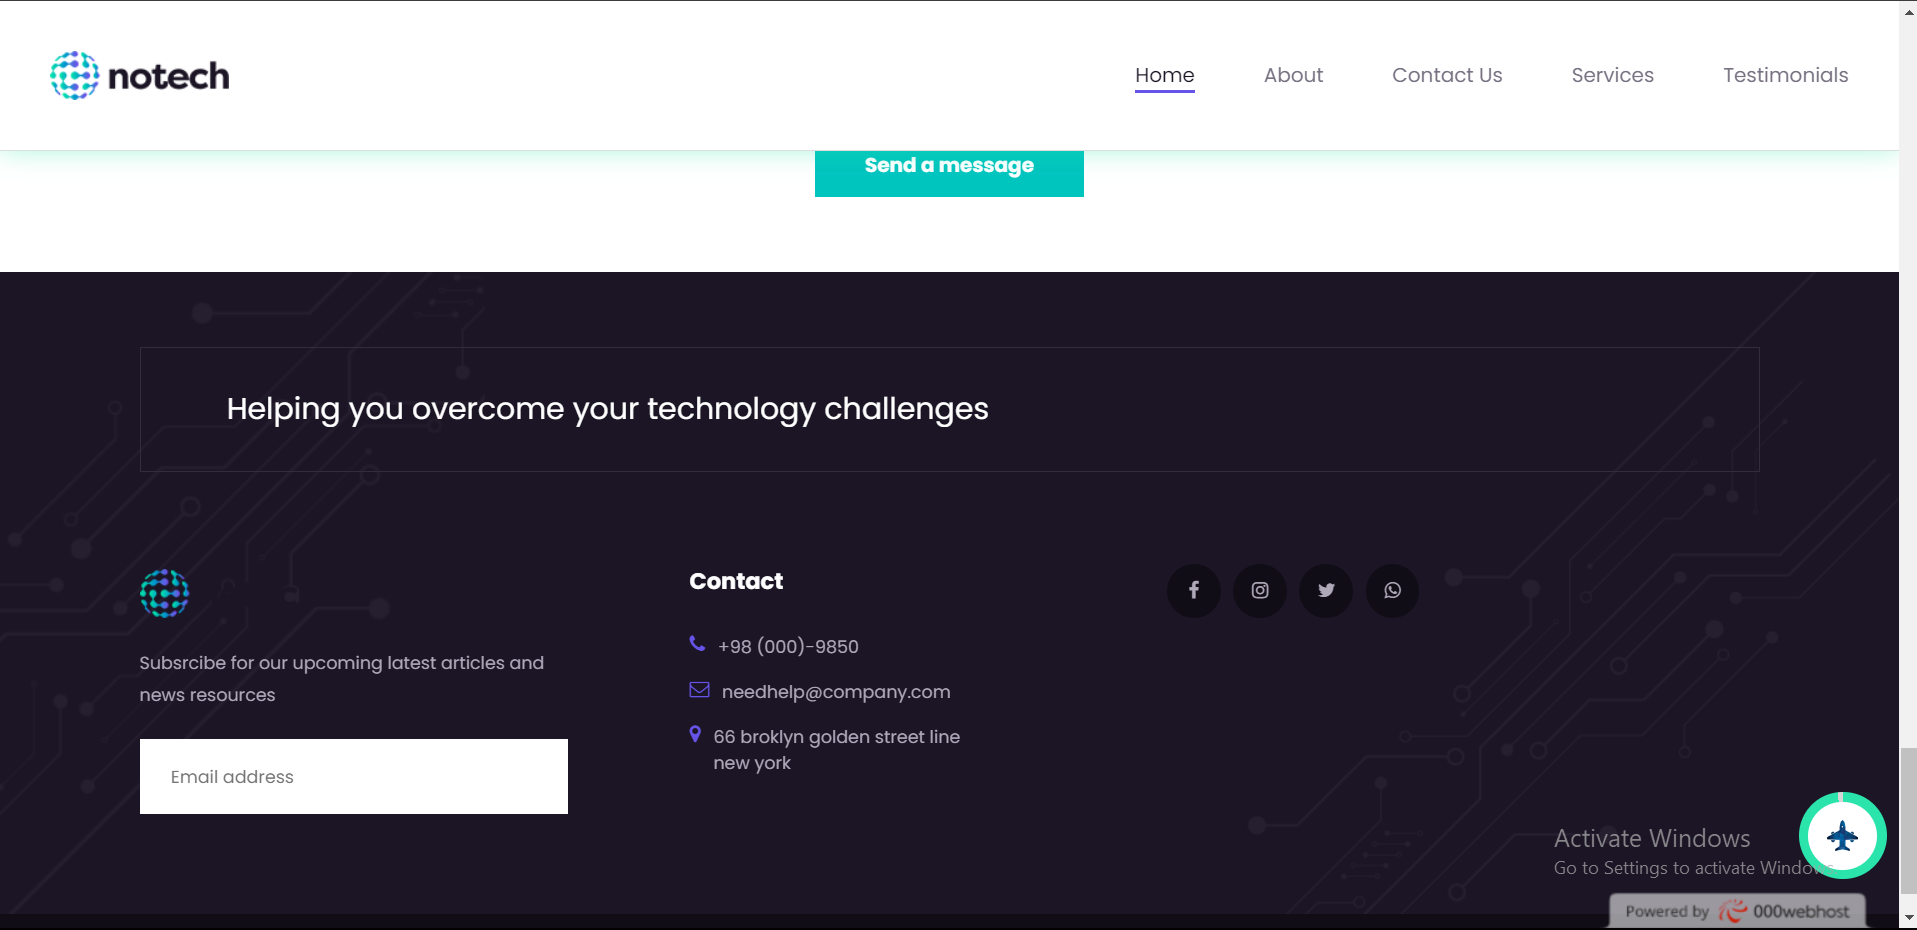 notech
Home About Contact Us Services Testimonials
Send a message
Helping you overcome your technology challenges
Subsrcibe for our upcoming latest articles and
news resources
Email address
Contact
+98 (000)-9850
needhelp@company.com
66 broklyn golden street line
new york
Activate Windows
Go to Settings to activate Windows.
Powered by 000webhost